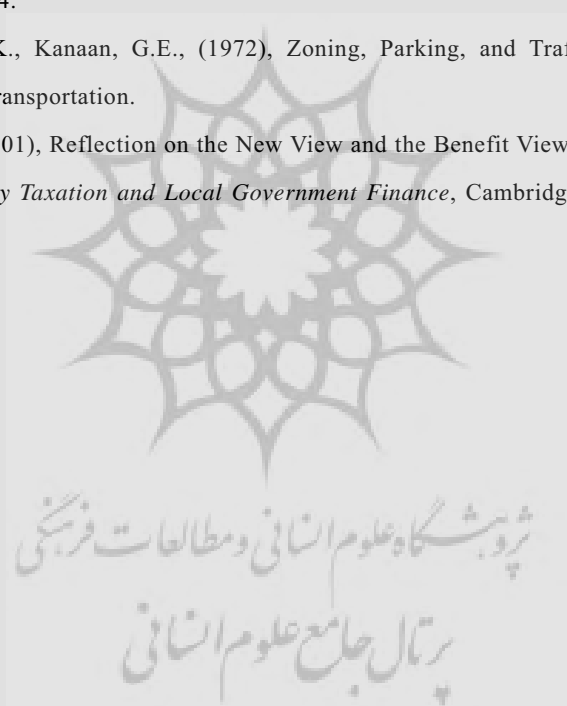 4.
K., Kanaan, G.E., (1972), Zoning, Parking, and Traf
ransportation.
01), Reflection on the New View and the Benefit View
y Taxation and Local Government Finance, Cambridg
پژوهشگاه علوم انسانی و مطالعات فرهنگی
پرتال جامع علوم انسانی